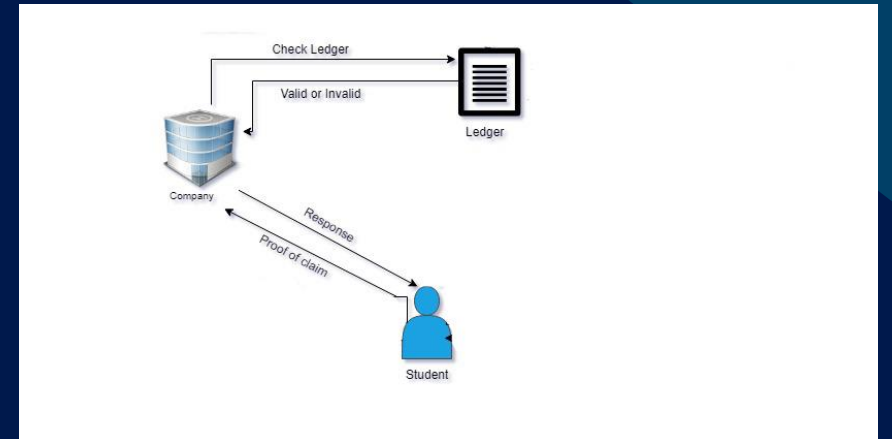 Check Ledger
Valid or Invalid
Ledger
Company
Response
Proof of claim
Student